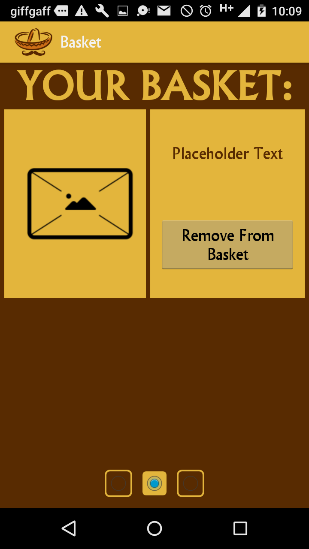 giffgaff H+ 10:09
Basket
YOUR BASKET:
Placeholder Text
Remove From
Basket